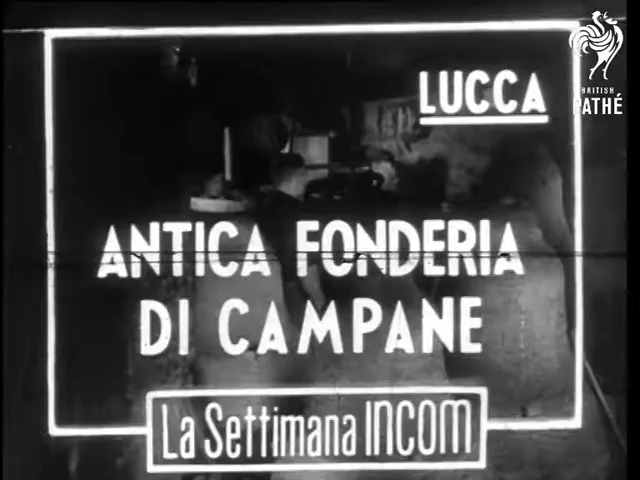 LUCCA
BRITISH
PATHÉ
ANTICA FONDERIA
DI CAMPANE
La Settimana INCOM